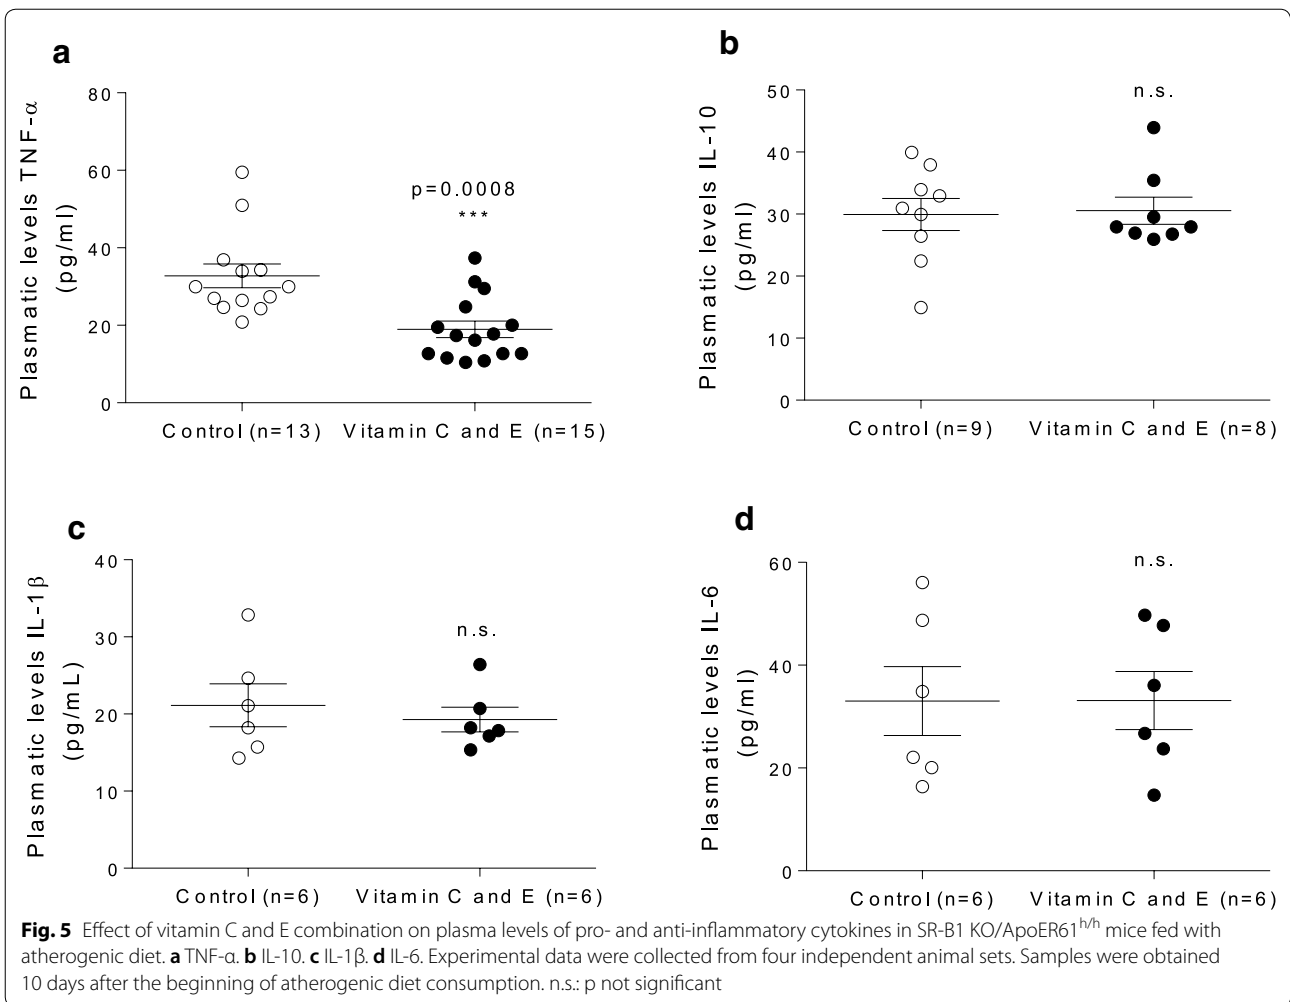 a
Plasmatic levels TNF-α
(pg/ml)
80
60
40
20
0
p=0.0008
***
Control (n=13)
Vitamin C and E (n=15)
b
Plasmatic levels IL-10
(pg/ml)
50
40
30
20
10
0
n.s.
Control (n=9)
Vitamin C and E (n=8)
c
Plasmatic levels IL-1β
(pg/mL)
40
30
20
10
0
n.s.
Control (n=6)
Vitamin C and E (n=6)
d
Plasmatic levels IL-6
(pg/ml)
60
40
20
0
n.s.
Control (n=6)
Vitamin C and E (n=6)
Fig. 5 Effect of vitamin C and E combination on plasma levels of pro- and anti-inflammatory cytokines in SR-B1 KO/ApoER61h/h mice fed with
atherogenic diet. a TNF-α. b IL-10. c IL-1β. d IL-6. Experimental data were collected from four independent animal sets. Samples were obtained
10 days after the beginning of atherogenic diet consumption. n.s.: p not significant